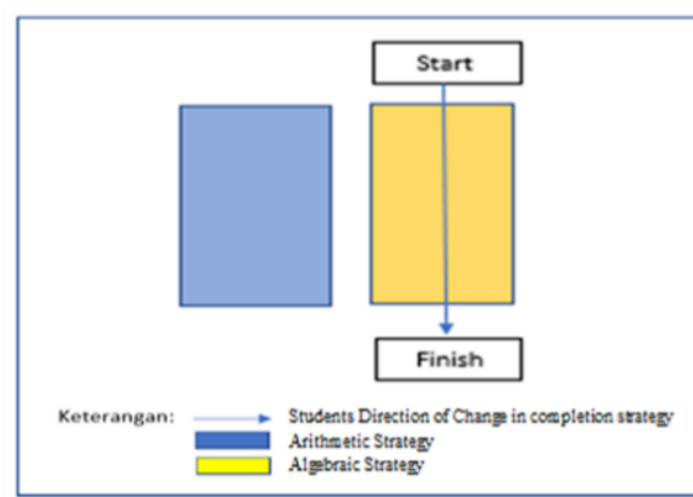 Start
Finish
Keterangan: Students Direction of Change in completion strategy
Arithmetic Strategy
Algebraic Strategy